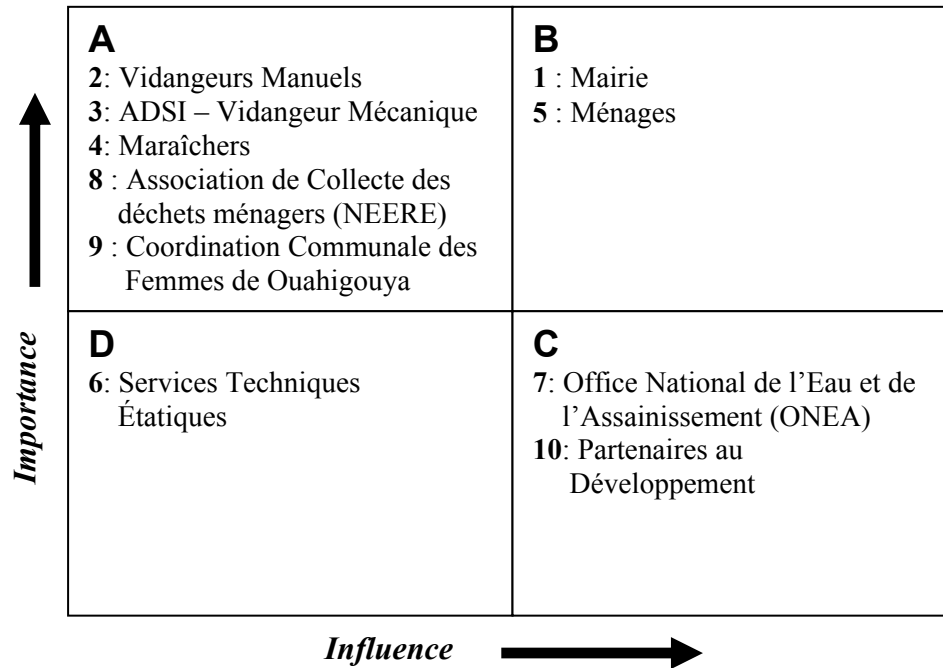 A
2: Vidangeurs Manuels
3: ADSI – Vidangeur Mécanique
4: Maraîchers
8 : Association de Collecte des
déchets ménagers (NEERE)
9 : Coordination Communale des
Femmes de Ouahigouya
B
1 : Mairie
5 : Ménages
D
6: Services Techniques
Étatiques
C
7: Office National de l’Eau et de
l’Assainissement (ONEA)
10: Partenaires au
Développement
Importance
Influence